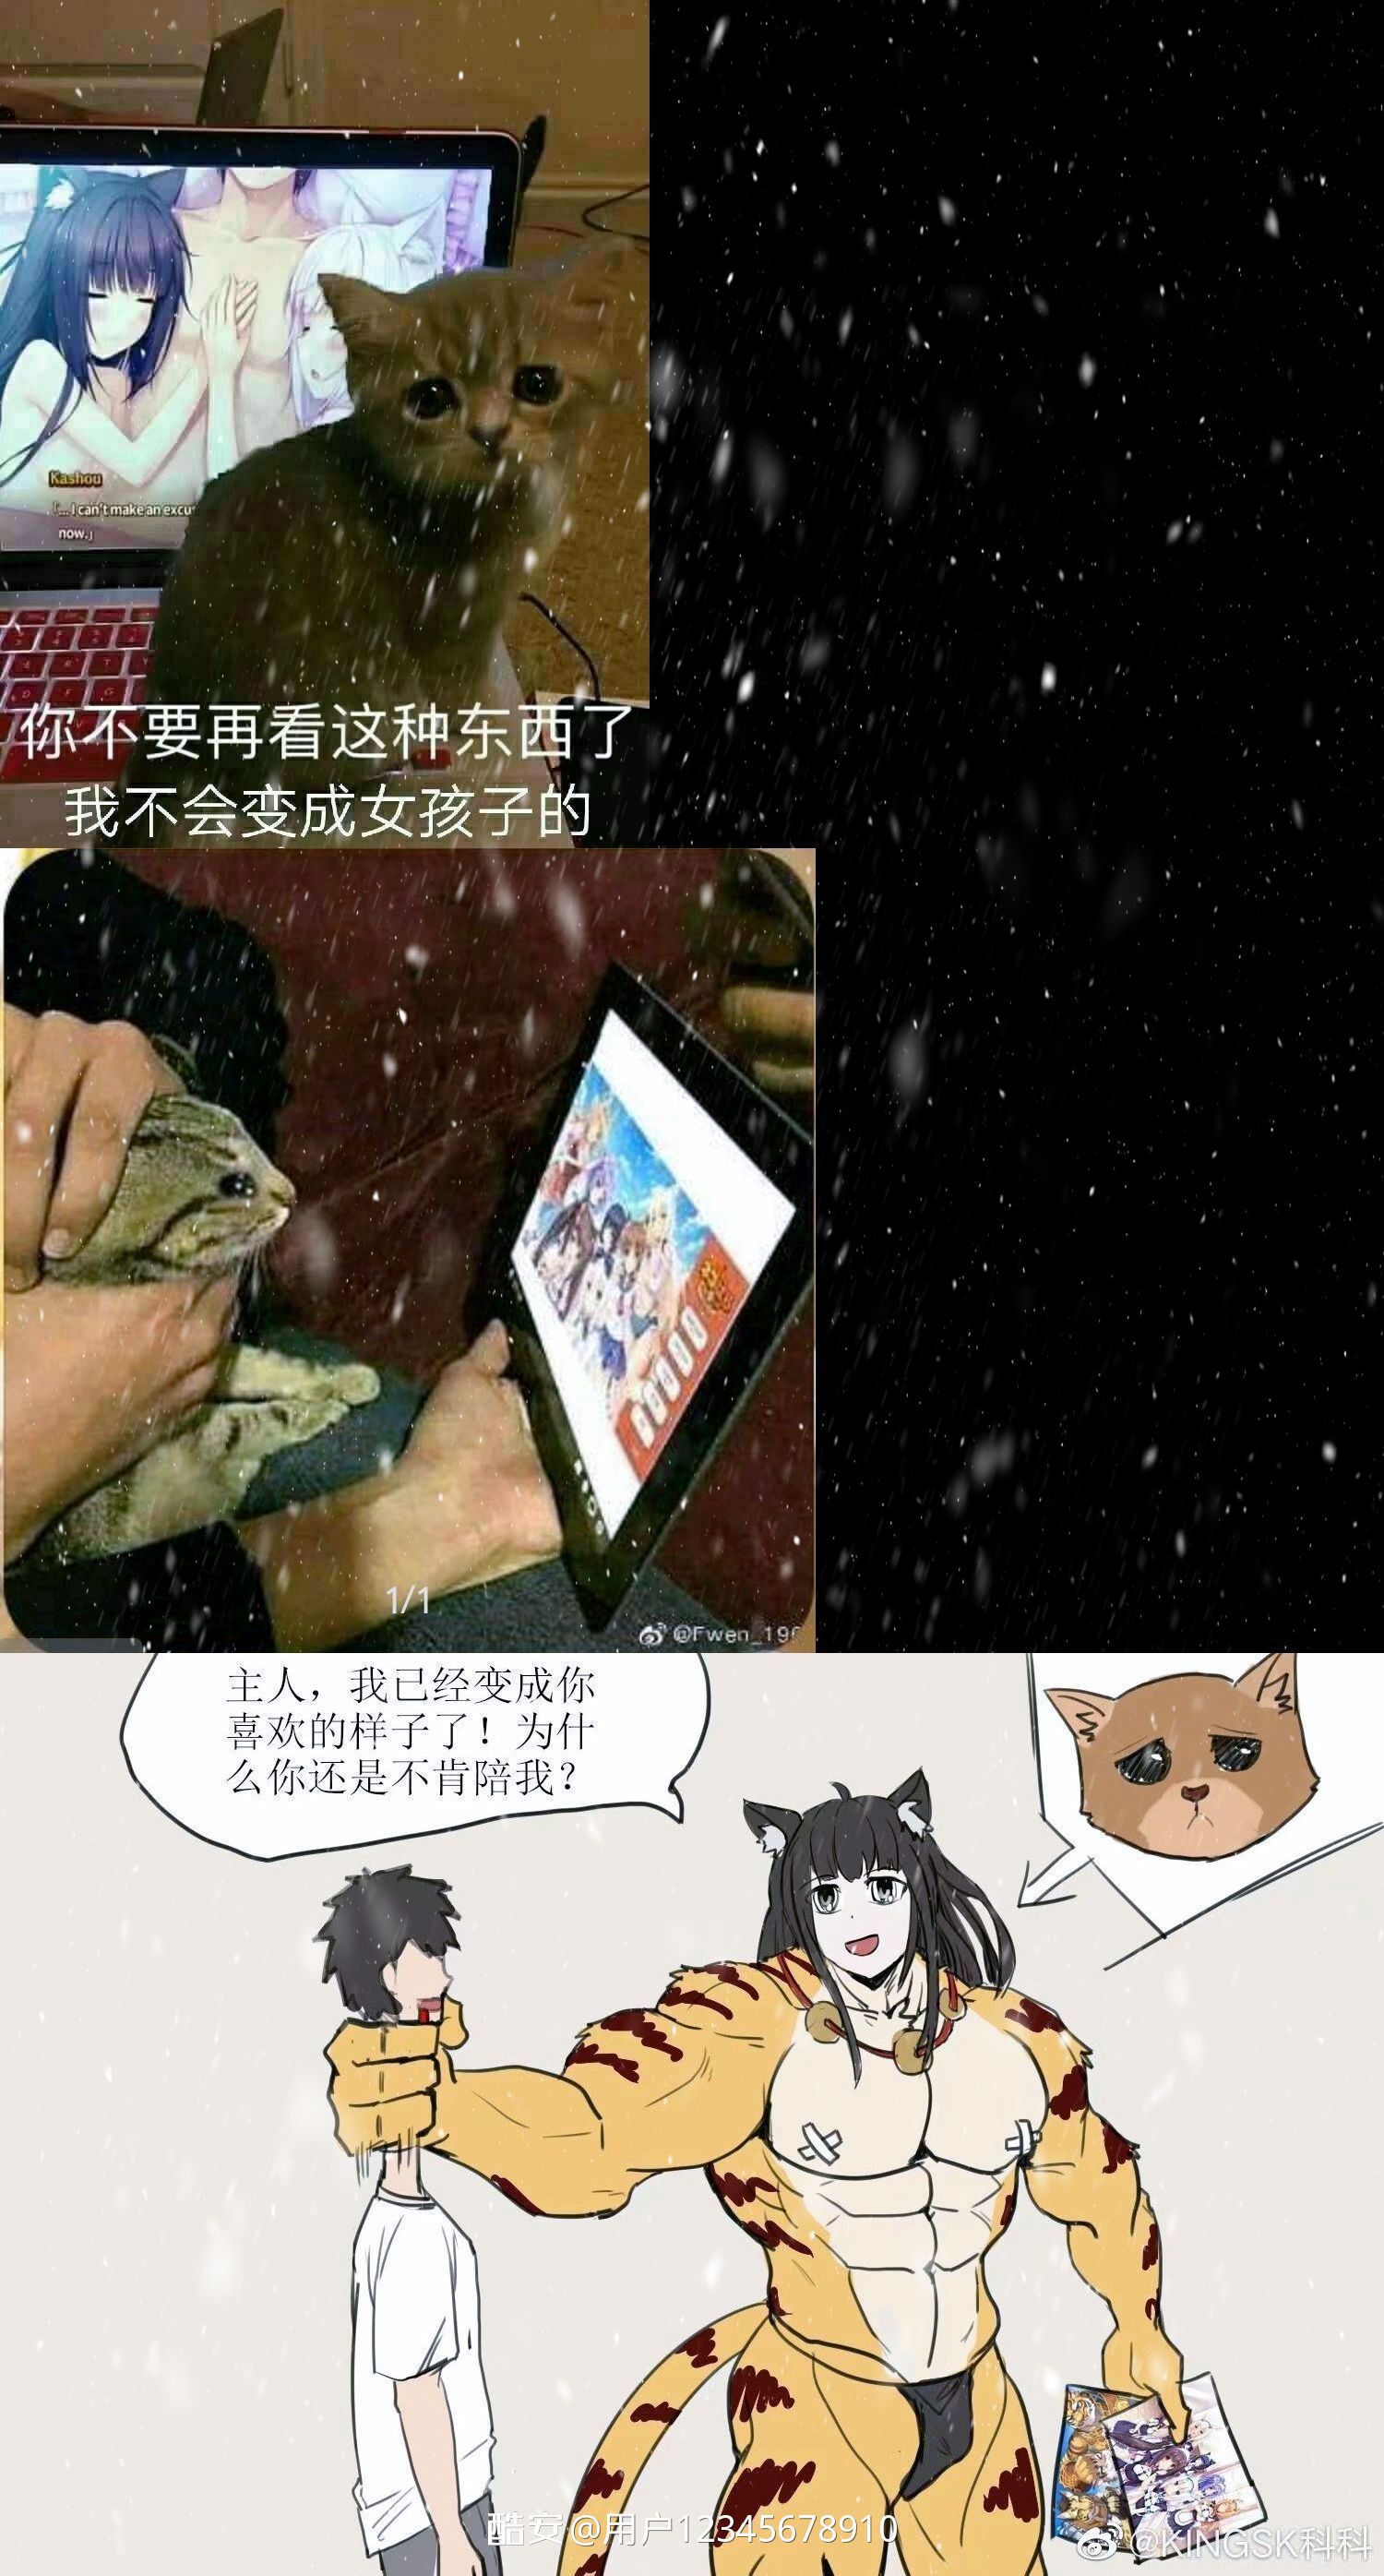 Kashou
「... I can't make an excu
now.」
你不要再看这种东西了
我不会变成女孩子的
1/1
@Fwen_196
主人，我已经变成你
喜欢的样子了！为什
么你还是不肯陪我？
酷安@用户12345678910
@KINGSK科科